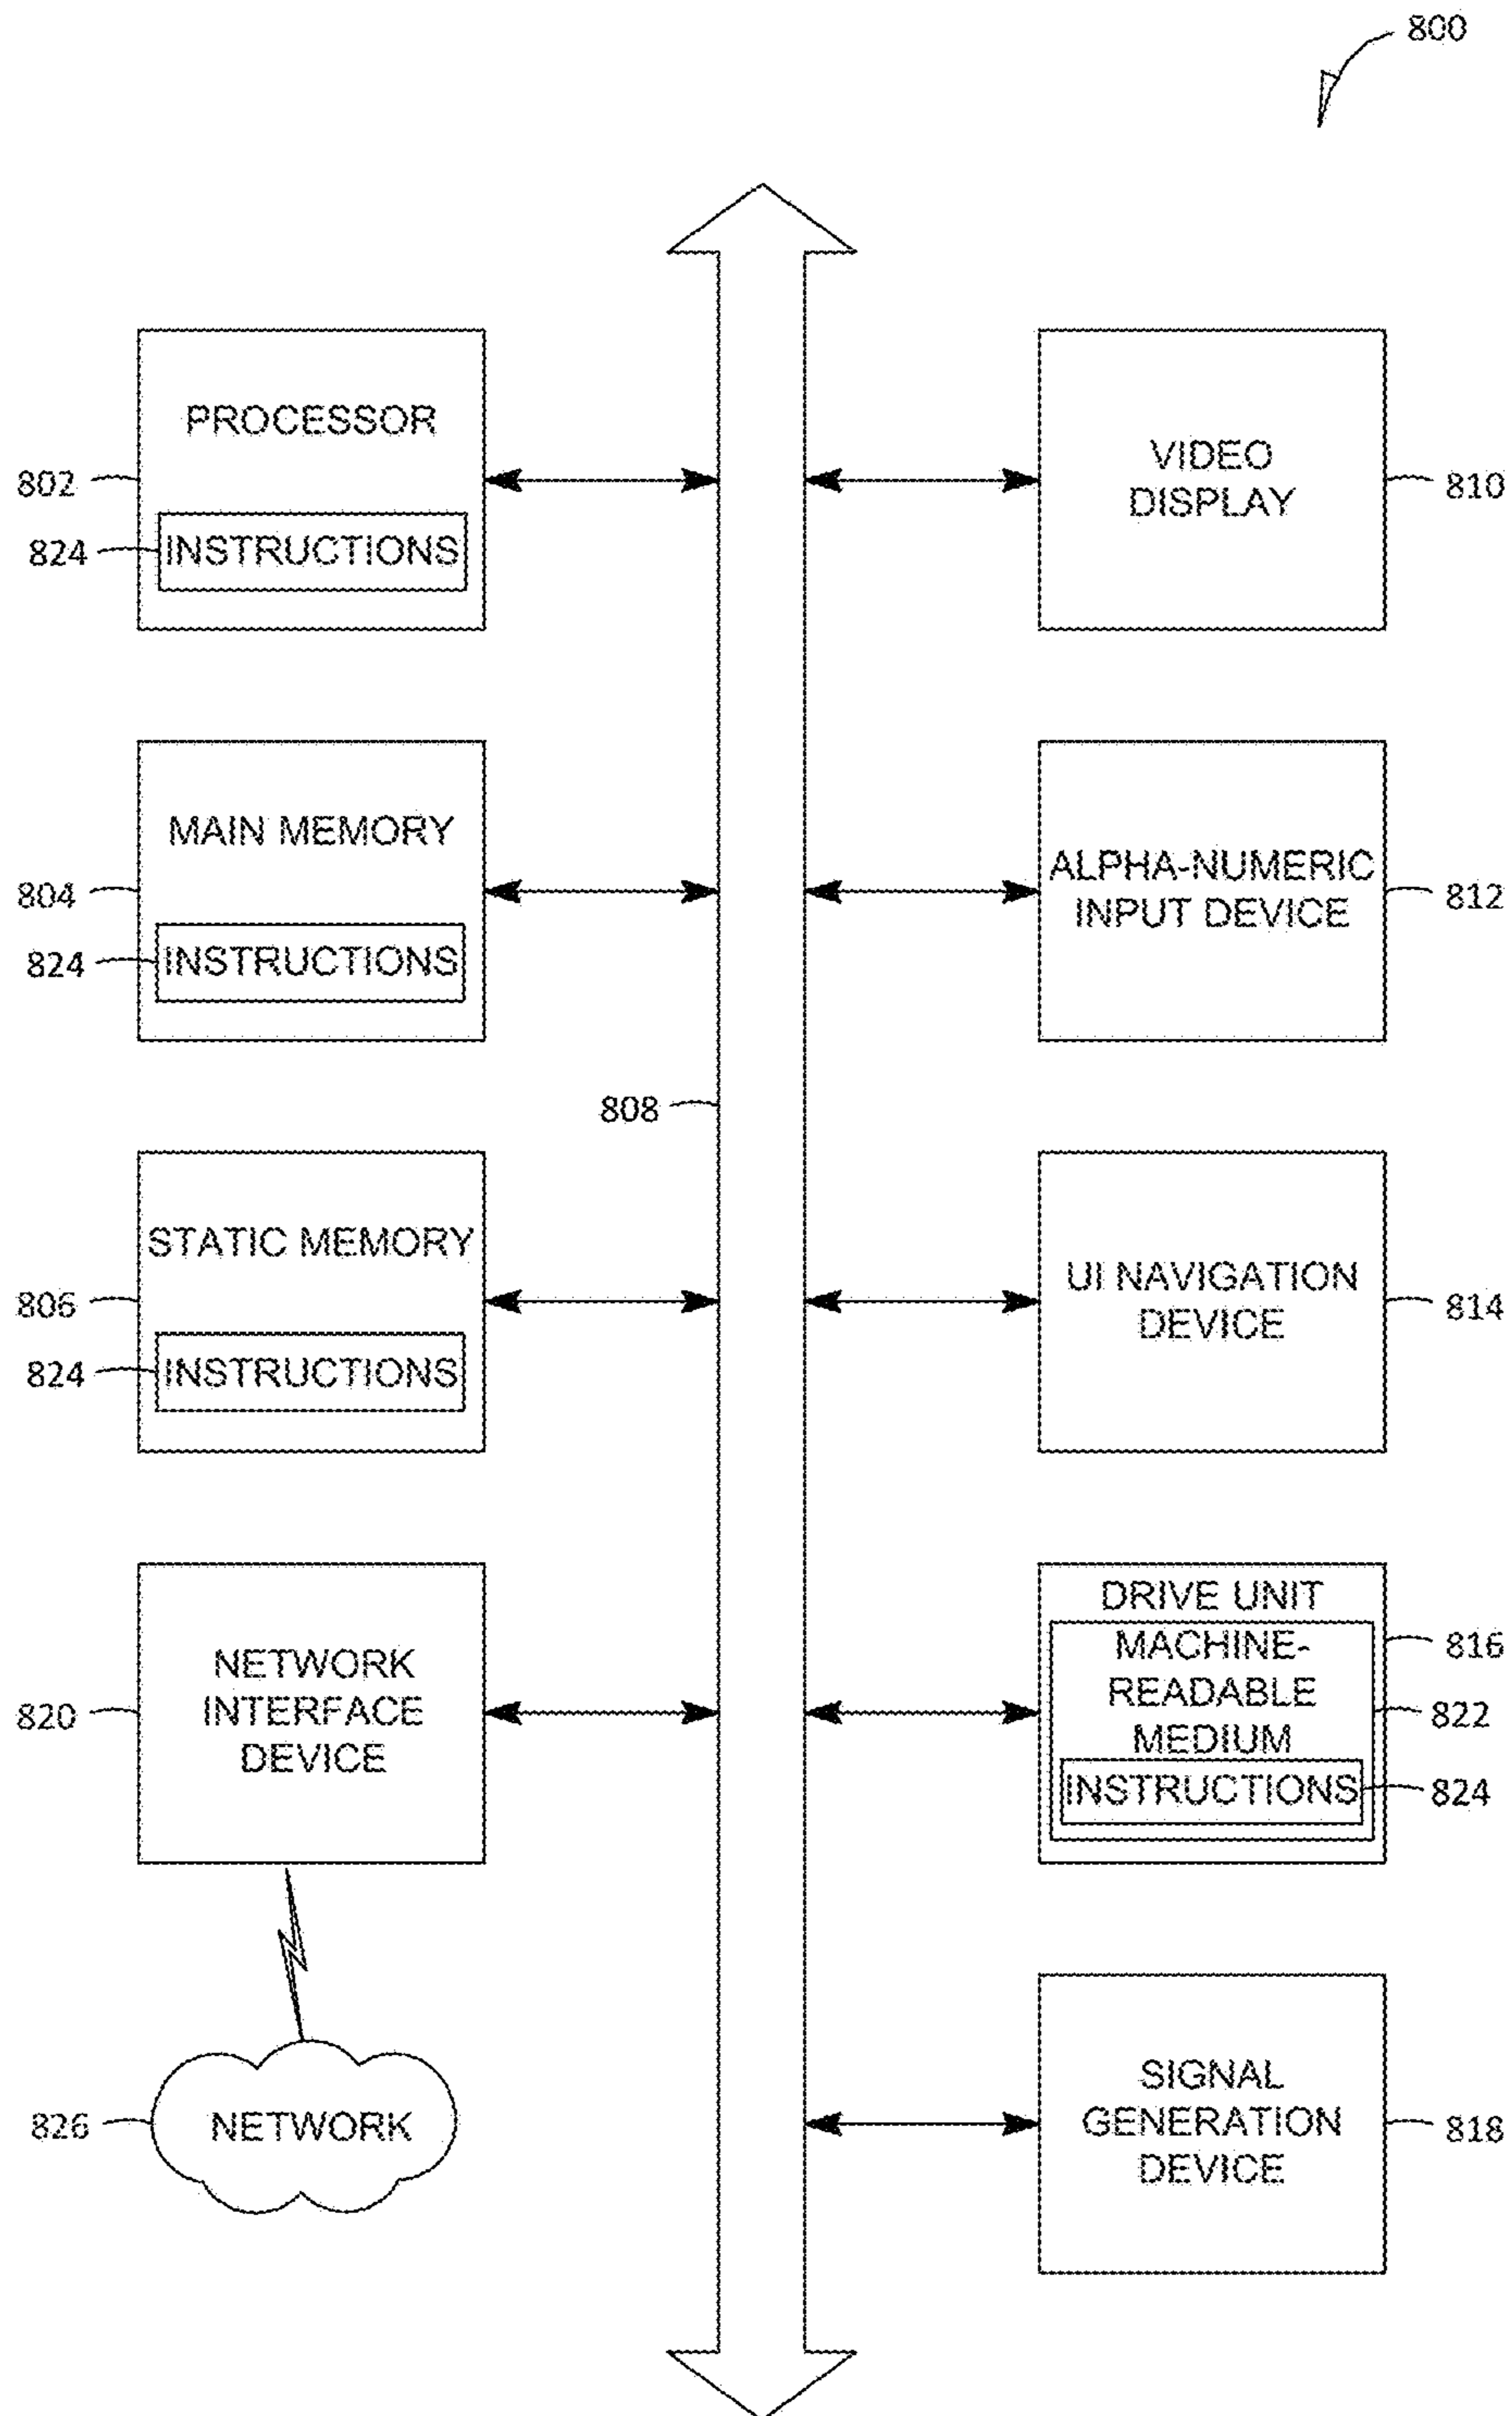 800
PROCESSOR
802
824
INSTRUCTIONS
VIDEO
DISPLAY
810
MAIN MEMORY
804
824
INSTRUCTIONS
ALPHA-NUMERIC
INPUT DEVICE
812
808
STATIC MEMORY
806
824
INSTRUCTIONS
UI NAVIGATION
DEVICE
814
NETWORK
INTERFACE
DEVICE
820
DRIVE UNIT
816
MACHINE-
READABLE
MEDIUM
822
INSTRUCTIONS
824
826
NETWORK
SIGNAL
GENERATION
DEVICE
818